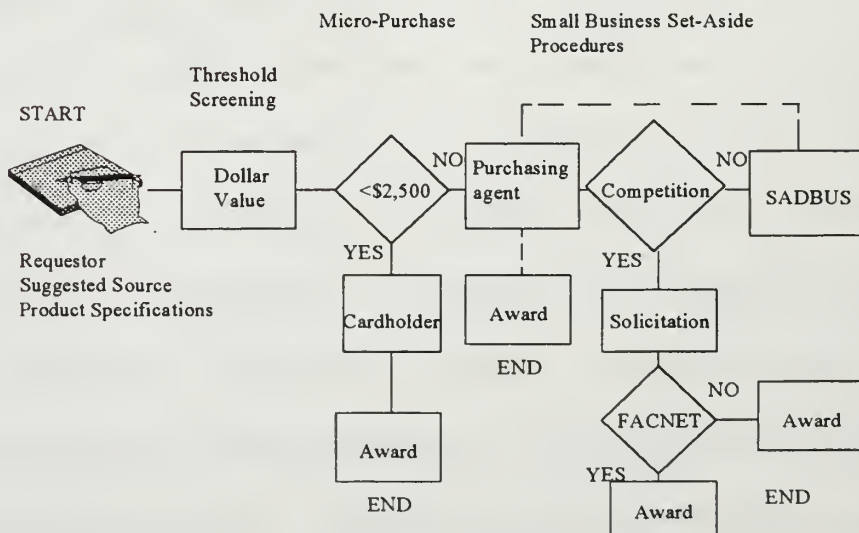 Micro-Purchase
Small Business Set-Aside
Procedures
Threshold
Screening
START
Dollar
Value
<$2,500
NO
Purchasing
agent
Competition
NO
SADBUS
YES
YES
Requestor
Suggested Source
Product Specifications
Cardholder
Award
END
Solicitation
FACNET
NO
Award
END
YES
Award
Award
END